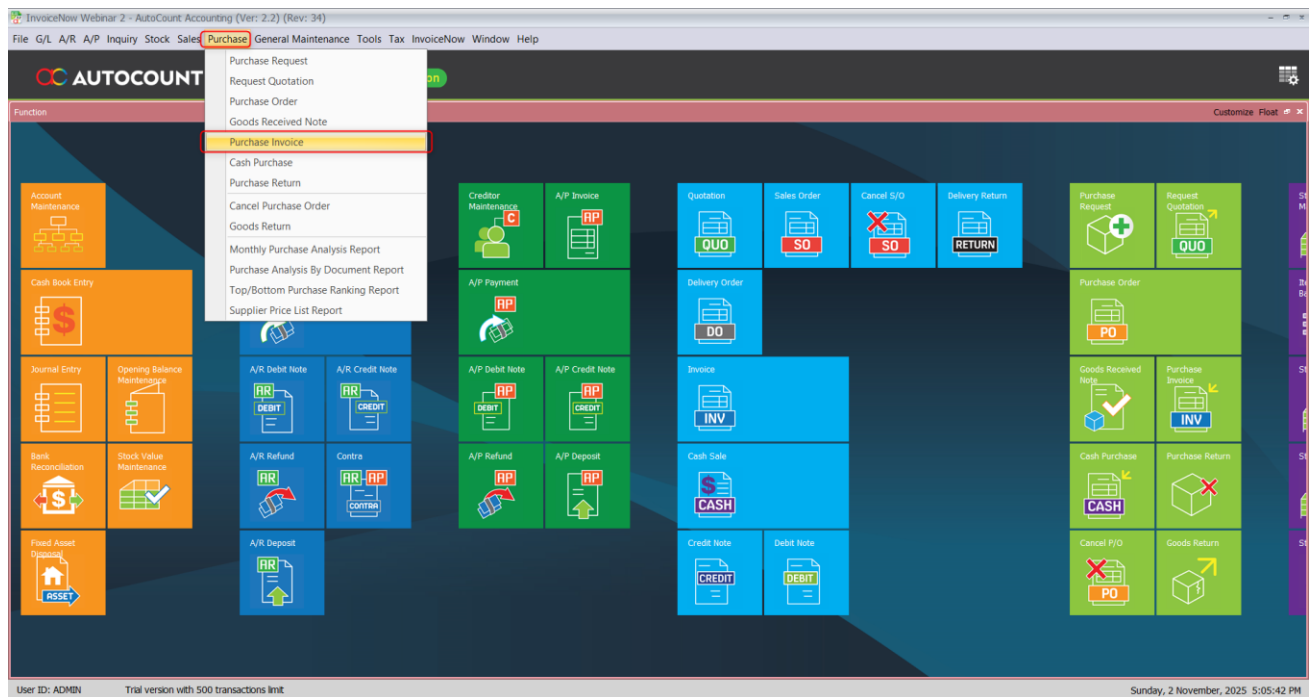 InvoiceNow Webinar 2 - AutoCount Accounting (Ver: 2.2) (Rev: 34)
File G/L A/R A/P Inquiry Stock Sales Purchase General Maintenance Tools Tax InvoiceNow Window Help
AUTOCOUNT
on
Purchase Request
Request Quotation
Purchase Order
Goods Received Note
Purchase Invoice
Cash Purchase
Purchase Return
Cancel Purchase Order
Goods Return
Monthly Purchase Analysis Report
Purchase Analysis By Document Report
Top/Bottom Purchase Ranking Report
Supplier Price List Report
Function
Customize Float
Account Maintenance
Creditor Maintenance
C
A/P Invoice
AP
Quotation
QUO
Sales Order
SO
Cancel S/O
SO
Delivery Return
RETURN
Purchase Request
Request Quotation
QUO
Cash Book Entry
A/P Payment
AP
Delivery Order
DO
Purchase Order
PO
Journal Entry
Opening Balance Maintenance
A/R Debit Note
AR
DEBIT
A/R Credit Note
AR
CREDIT
A/P Debit Note
AP
DEBIT
A/P Credit Note
AP
CREDIT
Invoice
INV
Goods Received Note
Purchase Invoice
INV
Bank Reconciliation
Stock Value Maintenance
A/R Refund
AR
Contra
AR-AP
CONTRA
A/P Refund
AP
A/P Deposit
AP
Cash Sale
CASH
Cash Purchase
CASH
Purchase Return
Fixed Asset Disposal
ASSET
A/R Deposit
AR
Credit Note
CREDIT
Debit Note
DEBIT
Cancel P/O
PO
Goods Return
User ID: ADMIN
Trial version with 500 transactions limit
Sunday, 2 November, 2025 5:05:42 PM